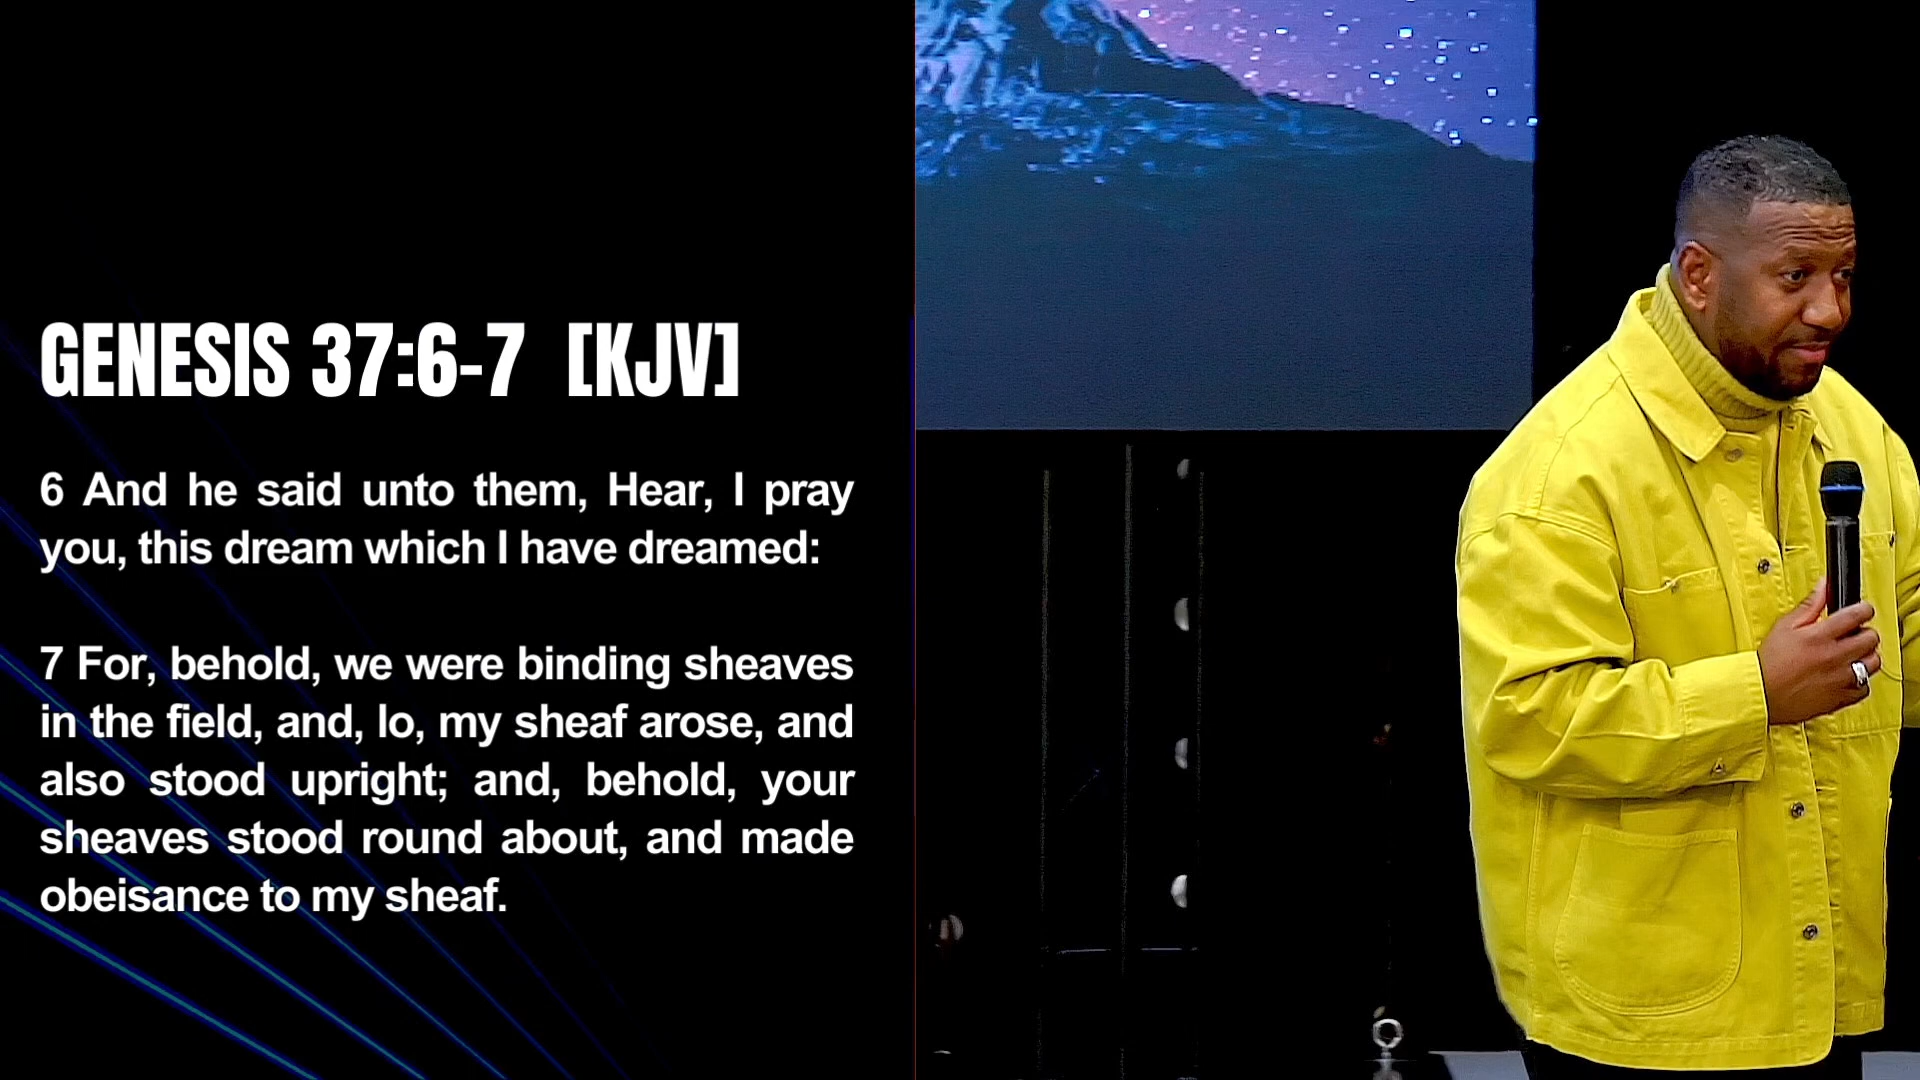 GENESIS 37:6-7 [KJV]
6 And he said unto them, Hear, I pray
you, this dream which I have dreamed:
7 For, behold, we were binding sheaves
in the field, and, lo, my sheaf arose, and
also stood upright; and, behold, your
sheaves stood round about, and made
obeisance to my sheaf.